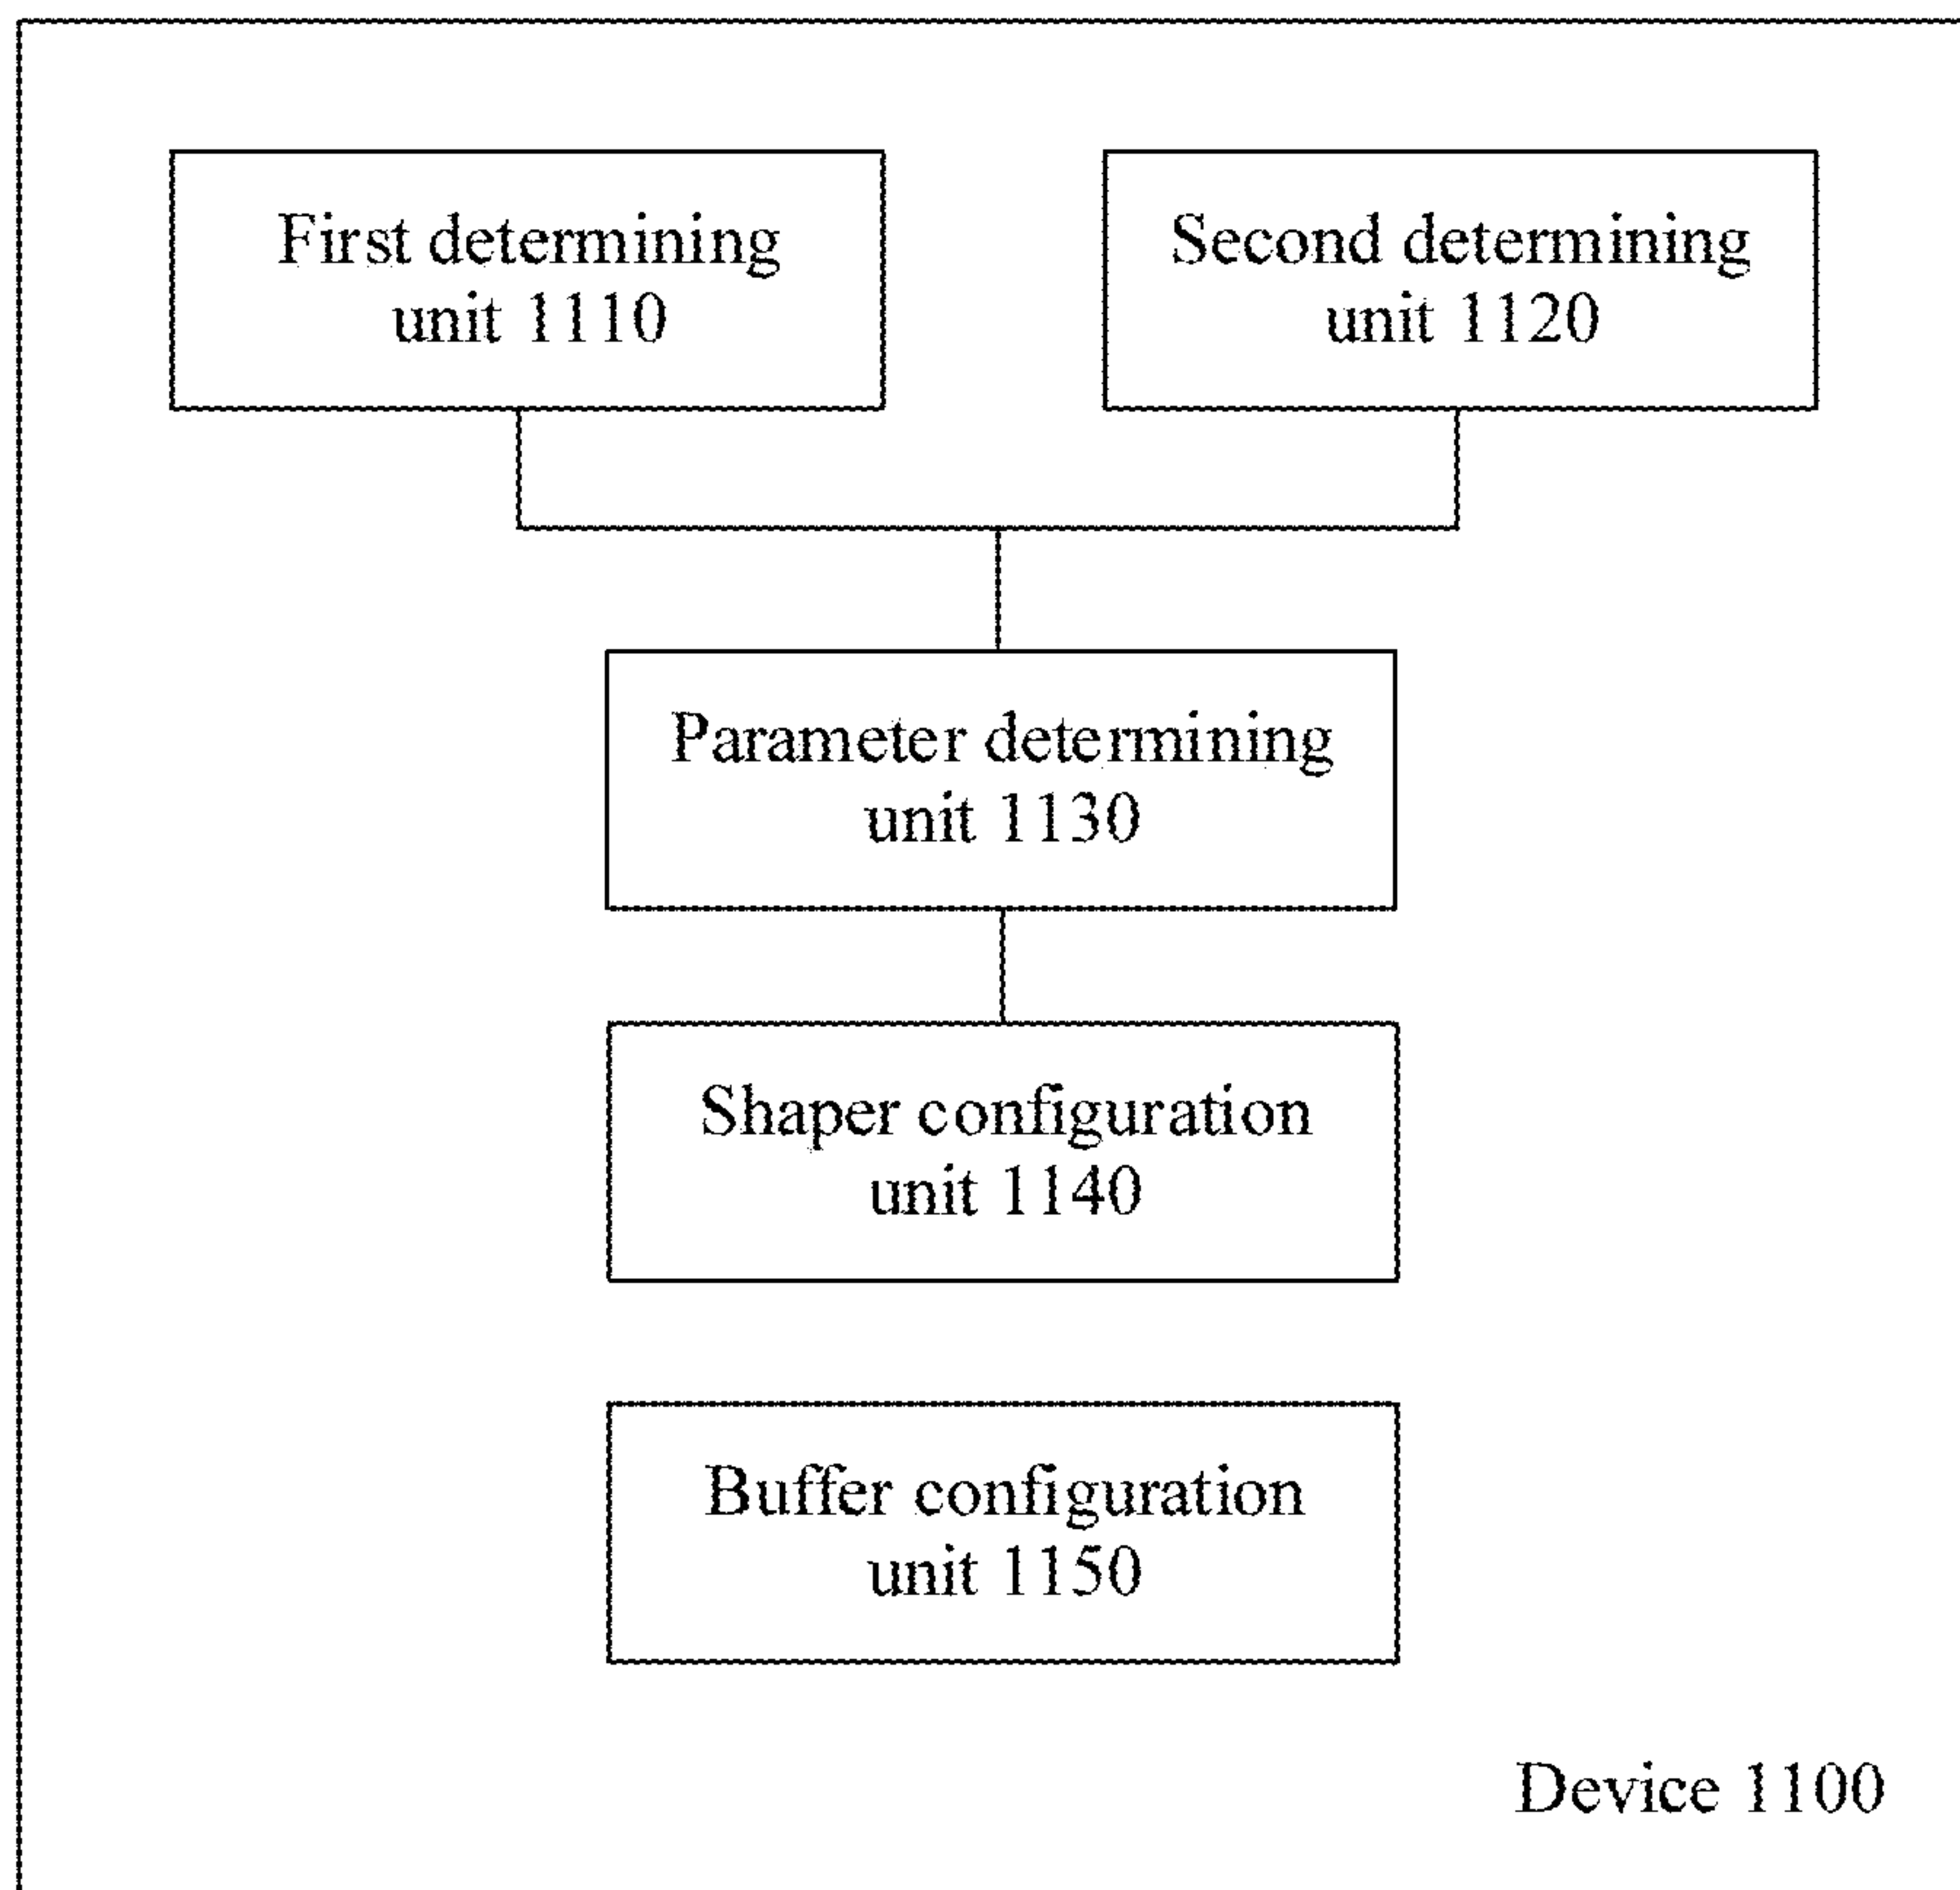 First determining
unit 1110
Second determining
unit 1120
Parameter determining
unit 1130
Shaper configuration
unit 1140
Buffer configuration
unit 1150
Device 1100